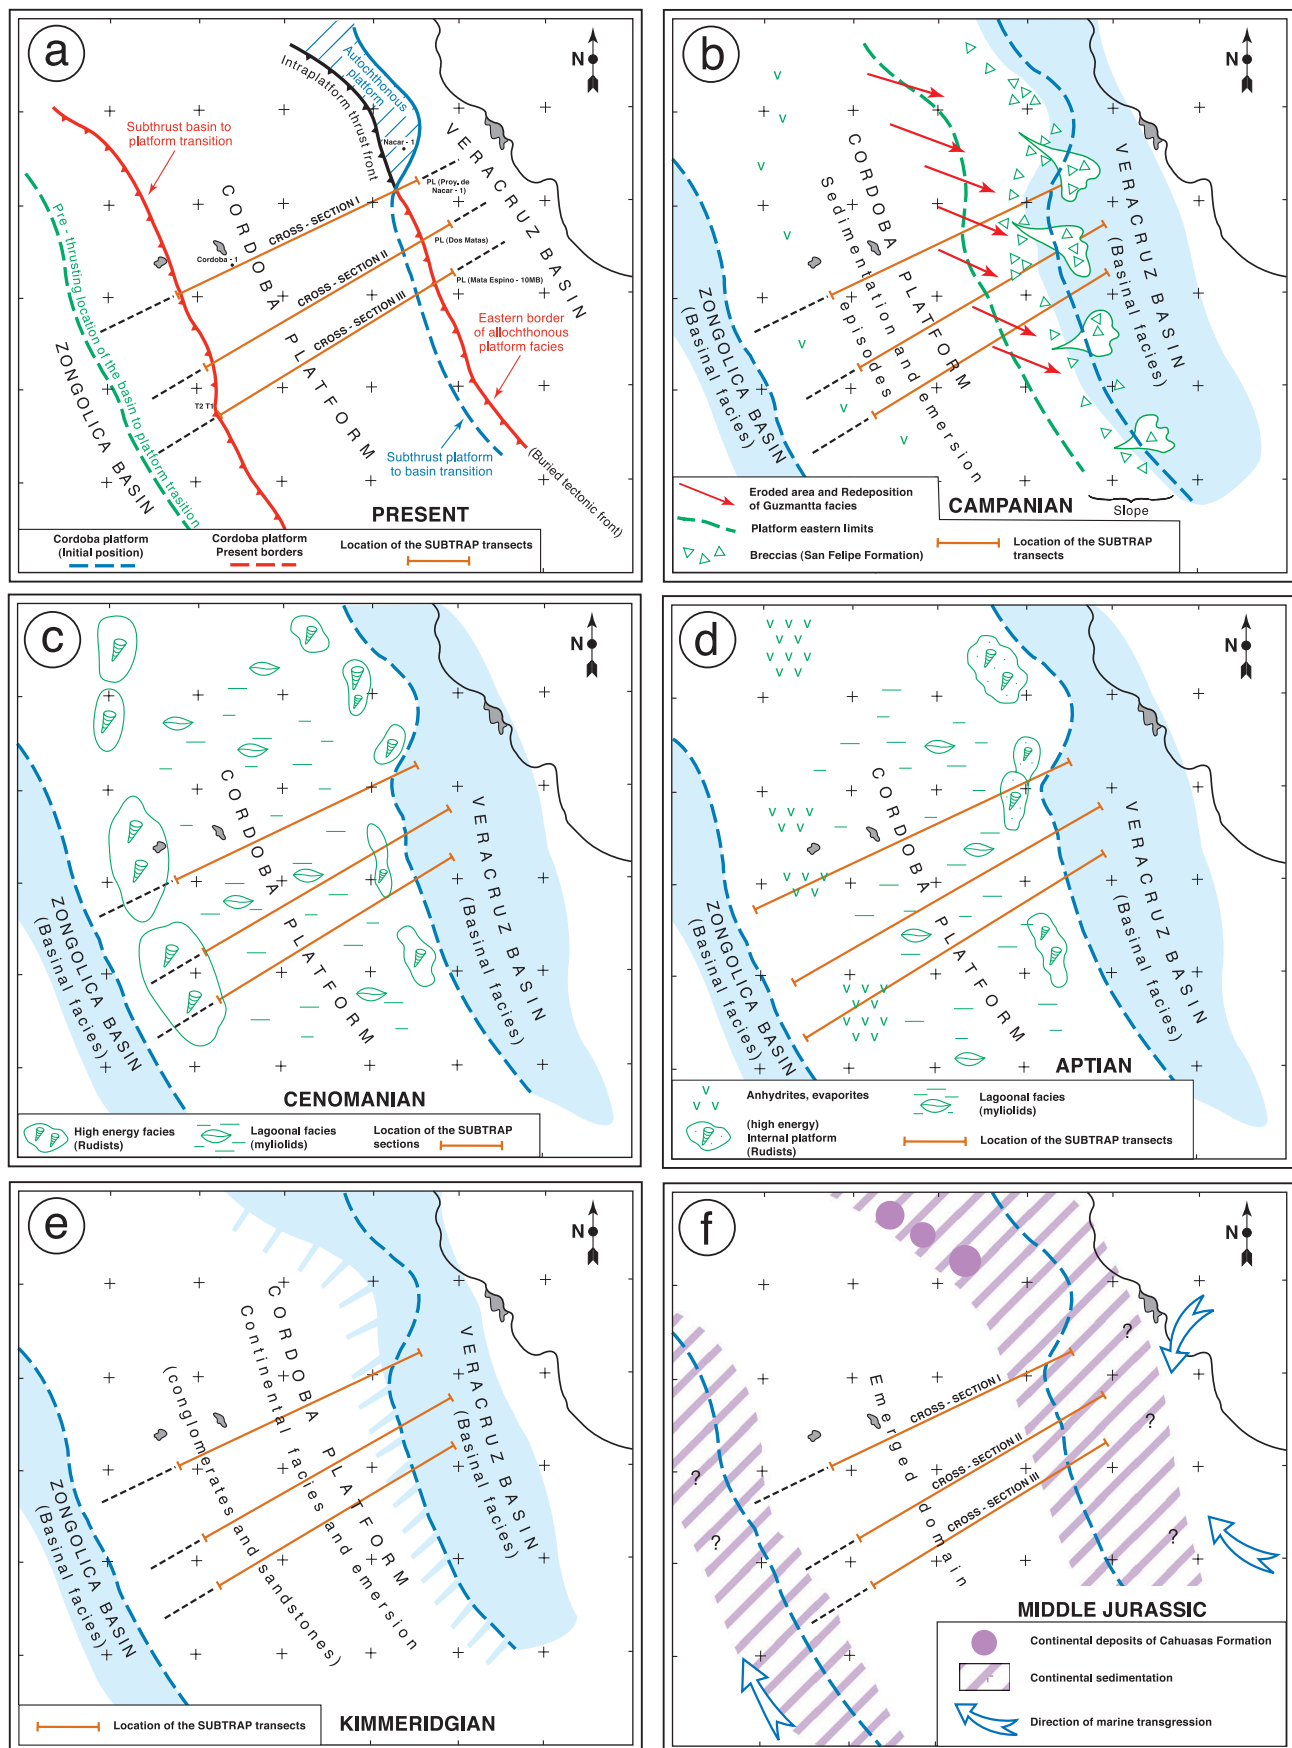 a
N
Autochthonous
platform
Intraplatform thrust front
Nacar - 1
VERACRUZ BASIN
Subthrust basin to
platform transition
PL (Proy. de
Nacar - 1)
CORDOBA PLATFORM
CROSS - SECTION I
Cordoba - 1
PL (Dos Matas)
CROSS - SECTION II
PL (Mata Espino - 10MB)
CROSS - SECTION III
Pre - thrusting location of the basin to platform trasition
ZONGOLICA BASIN
Eastern border
of allochthonous
platform facies
T2 T1
Subthrust platform
to basin transition
(Buried tectonic front)
PRESENT
Cordoba platform
(Initial position)
Cordoba platform
Present borders
Location of the SUBTRAP transects
b
N
CORDOBA PLATFORM
Sedimentation and emersion
episodes
VERACRUZ BASIN
(Basinal facies)
ZONGOLICA BASIN
(Basinal facies)
CAMPANIAN
Slope
Eroded area and Redeposition
of Guzmantta facies
Platform eastern limits
Breccias (San Felipe Formation)
Location of the SUBTRAP
transects
c
N
CORDOBA PLATFORM
VERACRUZ BASIN
(Basinal facies)
ZONGOLICA BASIN
(Basinal facies)
CENOMANIAN
High energy facies
(Rudists)
Lagoonal facies
(myliolids)
Location of the SUBTRAP
sections
d
N
CORDOBA PLATFORM
VERACRUZ BASIN
(Basinal facies)
ZONGOLICA BASIN
(Basinal facies)
APTIAN
Anhydrites, evaporites
Lagoonal facies
(myliolids)
(high energy)
Internal platform
(Rudists)
Location of the SUBTRAP transects
e
N
CORDOBA PLATFORM
Continental facies and emersion
(conglomerates and sandstones)
VERACRUZ BASIN
(Basinal facies)
ZONGOLICA BASIN
(Basinal facies)
Location of the SUBTRAP transects
KIMMERIDGIAN
f
N
?
Emerged domain
CROSS - SECTION I
?
CROSS - SECTION II
?
CROSS - SECTION III
?
?
MIDDLE JURASSIC
Continental deposits of Cahuasas Formation
Continental sedimentation
Direction of marine transgression